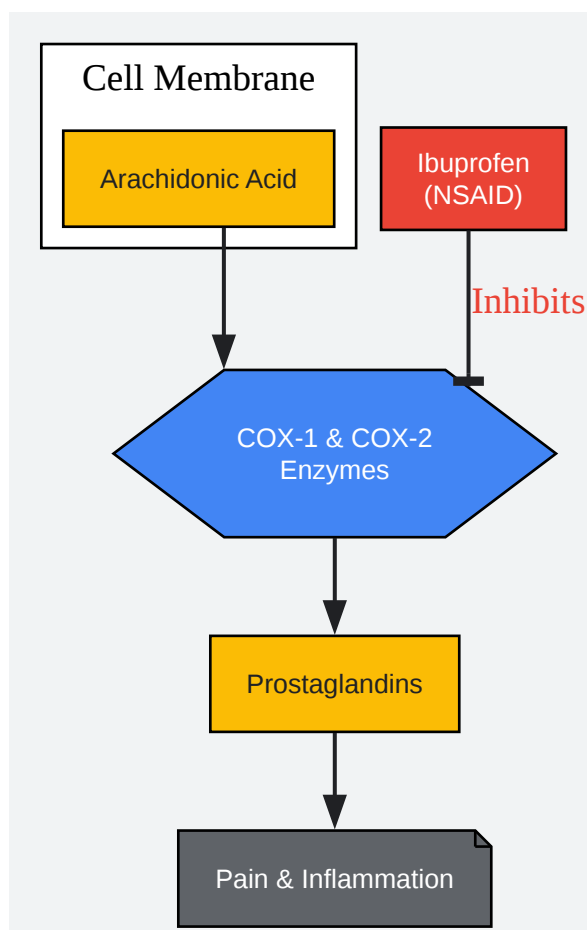 Cell Membrane
Arachidonic Acid
Ibuprofen
(NSAID)
Inhibits
COX-1 & COX-2
Enzymes
Prostaglandins
Pain & Inflammation